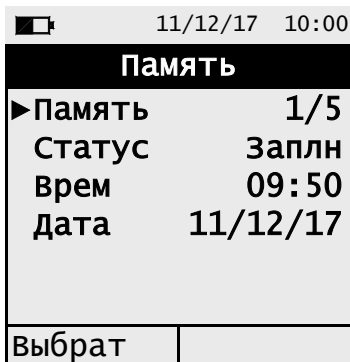 11/12/17 10:00
Память
►Память 1/5
Статус Заплн
Врем 09:50
Дата 11/12/17
Выбрат